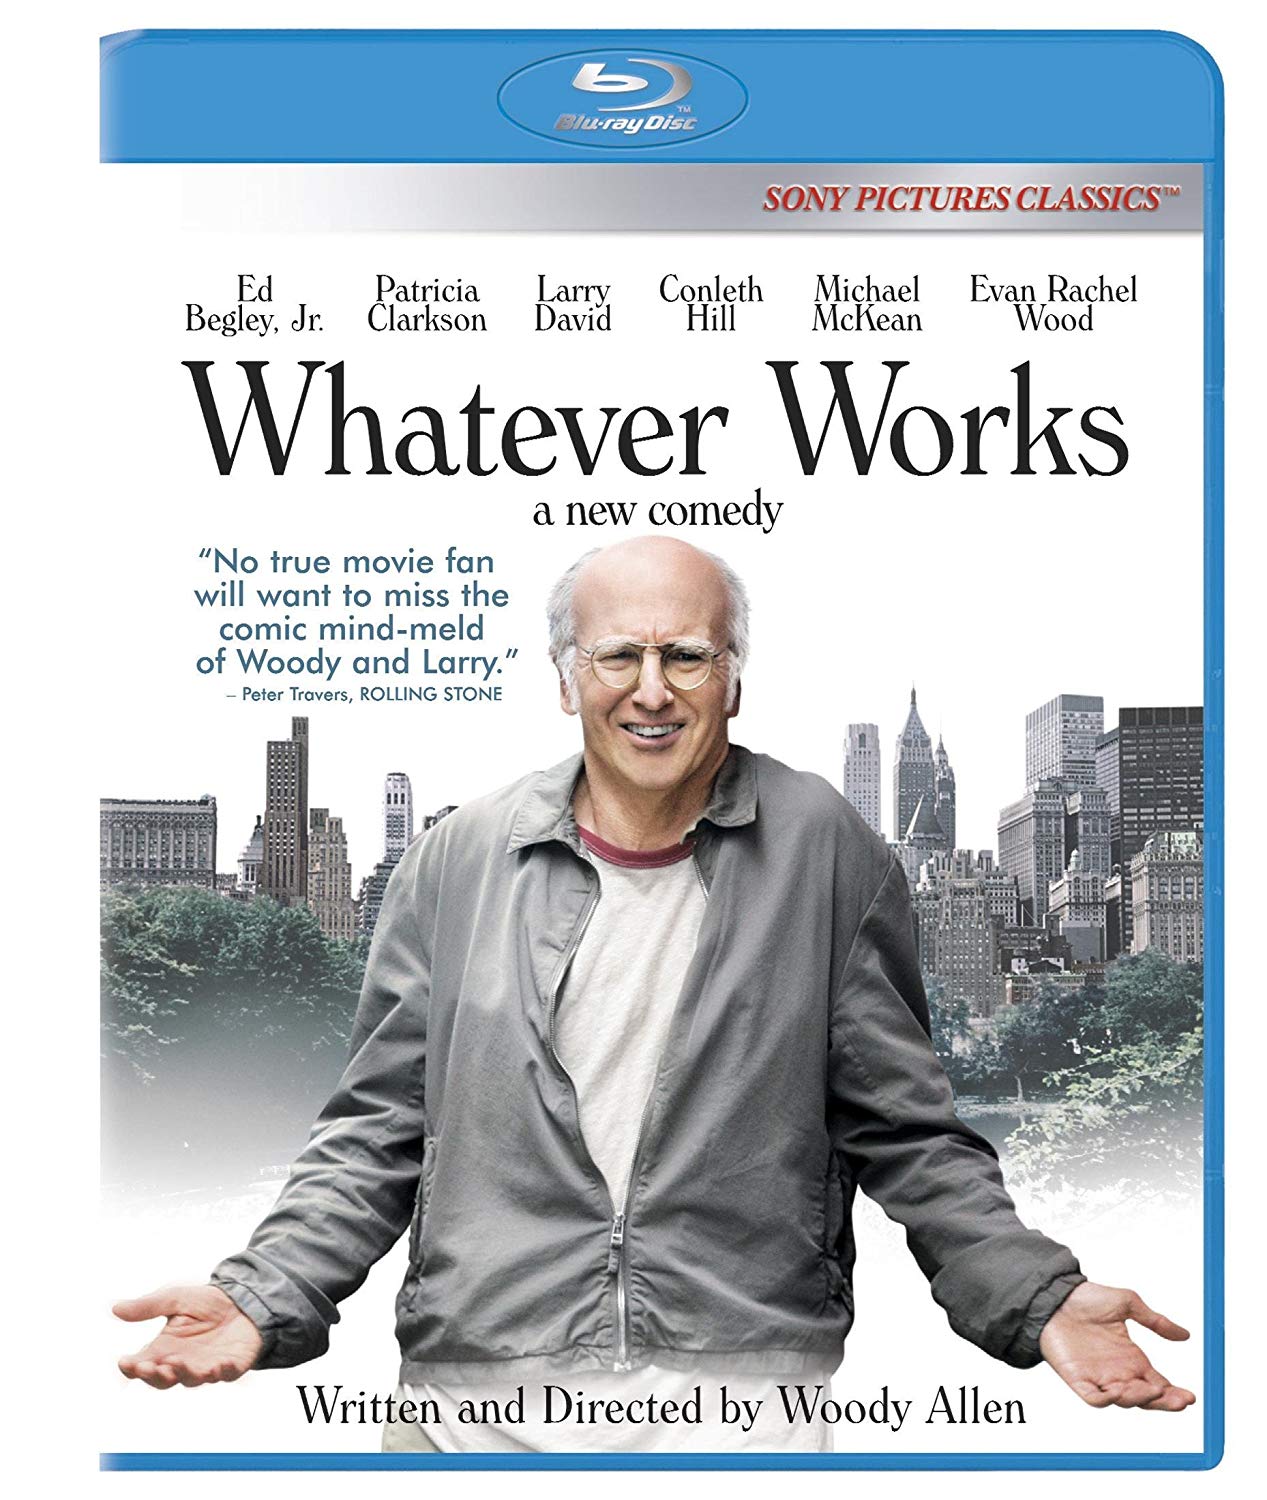 Blu-ray Disc™
SONY PICTURES CLASSICS™
Ed Begley, Jr.
Patricia Clarkson
Larry David
Conleth Hill
Michael McKean
Evan Rachel Wood
Whatever Works
a new comedy
“No true movie fan
will want to miss the
comic mind-meld
of Woody and Larry.”
– Peter Travers, ROLLING STONE
Written and Directed by Woody Allen